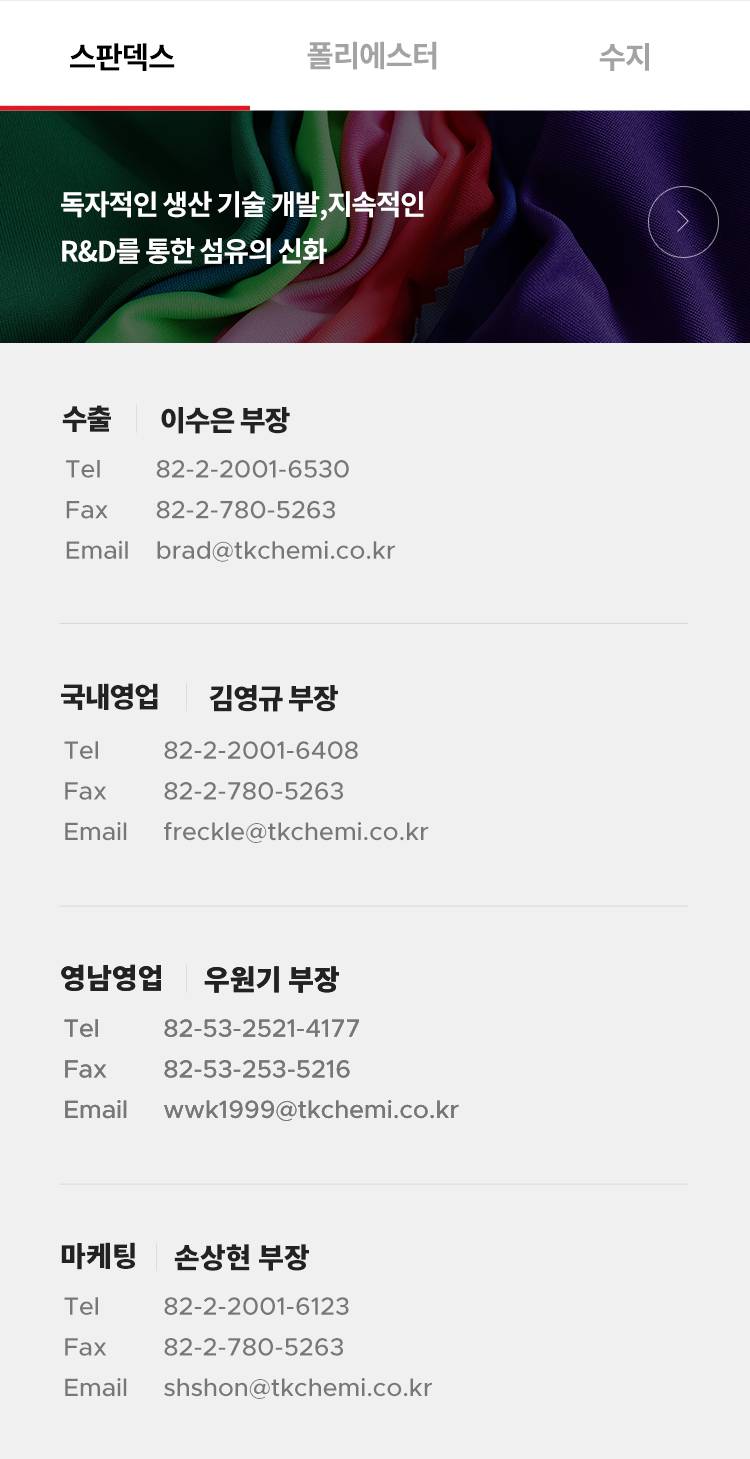 스판덱스 폴리에스터 수지
독자적인 생산 기술 개발,지속적인
R&D를 통한 섬유의 신화
수출 이수은 부장
Tel 82-2-2001-6530
Fax 82-2-780-5263
Email brad@tkchemi.co.kr
국내영업 김영규 부장
Tel 82-2-2001-6408
Fax 82-2-780-5263
Email freckle@tkchemi.co.kr
영남영업 우원기 부장
Tel 82-53-2521-4177
Fax 82-53-253-5216
Email wwk1999@tkchemi.co.kr
마케팅 손상현 부장
Tel 82-2-2001-6123
Fax 82-2-780-5263
Email shshon@tkchemi.co.kr